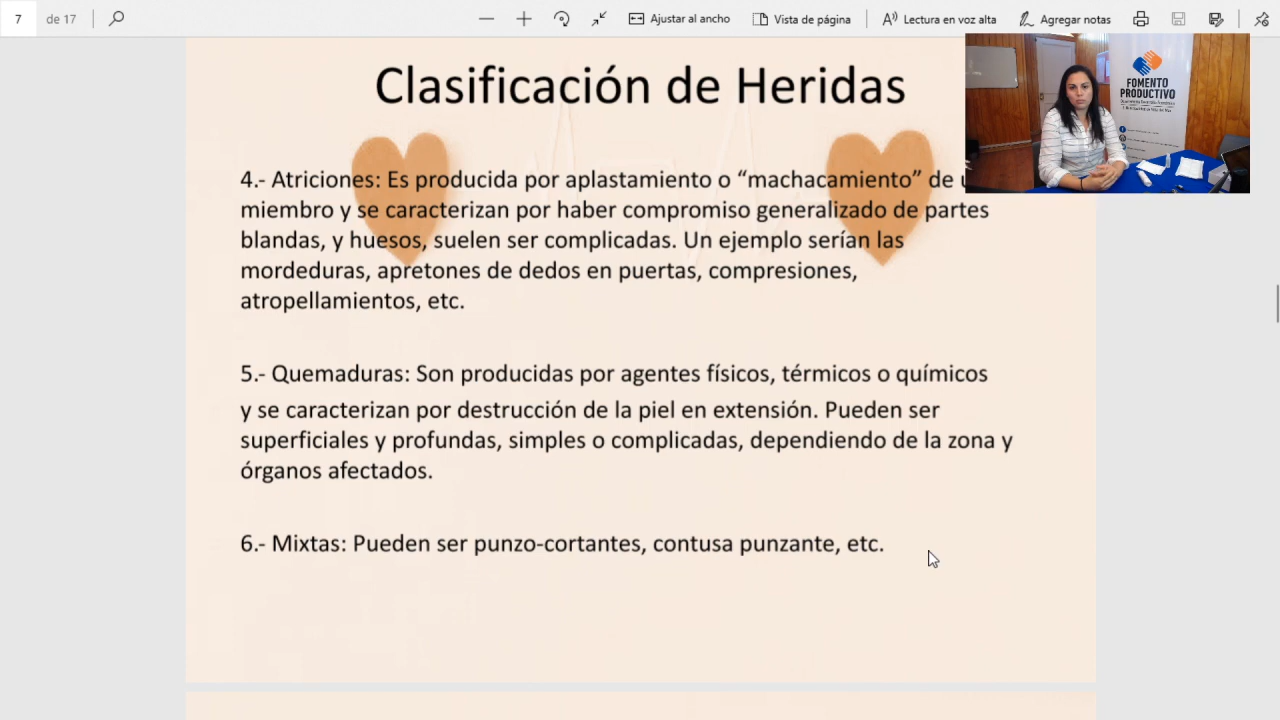 7 de 17
Ajustar al ancho
Vista de página
Lectura en voz alta
Agregar notas
Clasificación de Heridas
FOMENTO
PRODUCTIVO
4.- Atriciones: Es producida por aplastamiento o “machacamiento” de
miembro y se caracterizan por haber compromiso generalizado de partes
blandas, y huesos, suelen ser complicadas. Un ejemplo serían las
mordeduras, apretones de dedos en puertas, compresiones,
atropellamientos, etc.
5.- Quemaduras: Son producidas por agentes físicos, térmicos o químicos
y se caracterizan por destrucción de la piel en extensión. Pueden ser
superficiales y profundas, simples o complicadas, dependiendo de la zona y
órganos afectados.
6.- Mixtas: Pueden ser punzo-cortantes, contusa punzante, etc.